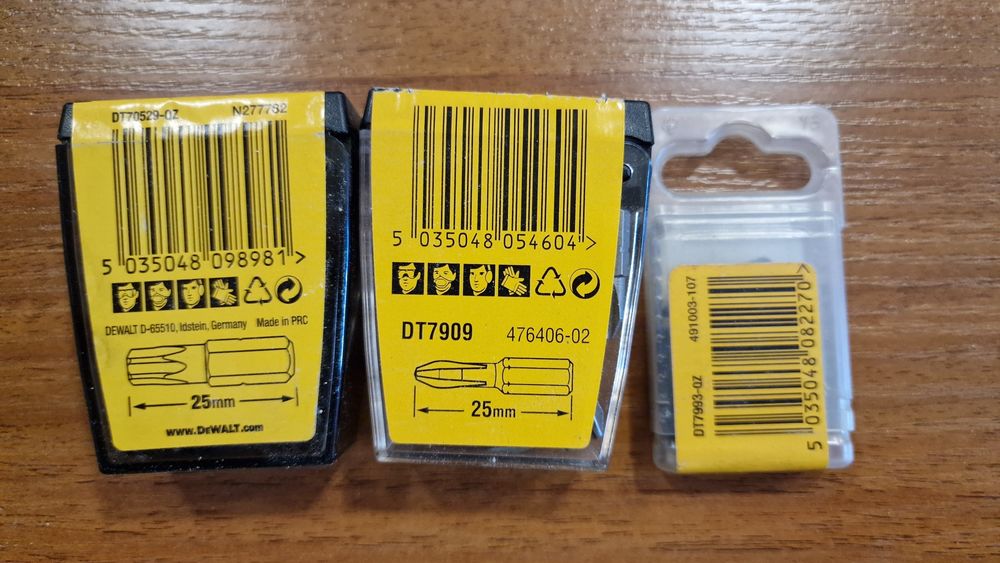 DT70529-QZ N277782
5 035048 098981 >
DEWALT D-65510, Idstein, Germany Made in PRC
25mm
www.DEWALT.com
5 035048 054604 >
DT7909 476406-02
25mm
DT7993-QZ 491003-107
5 035048 082270 >